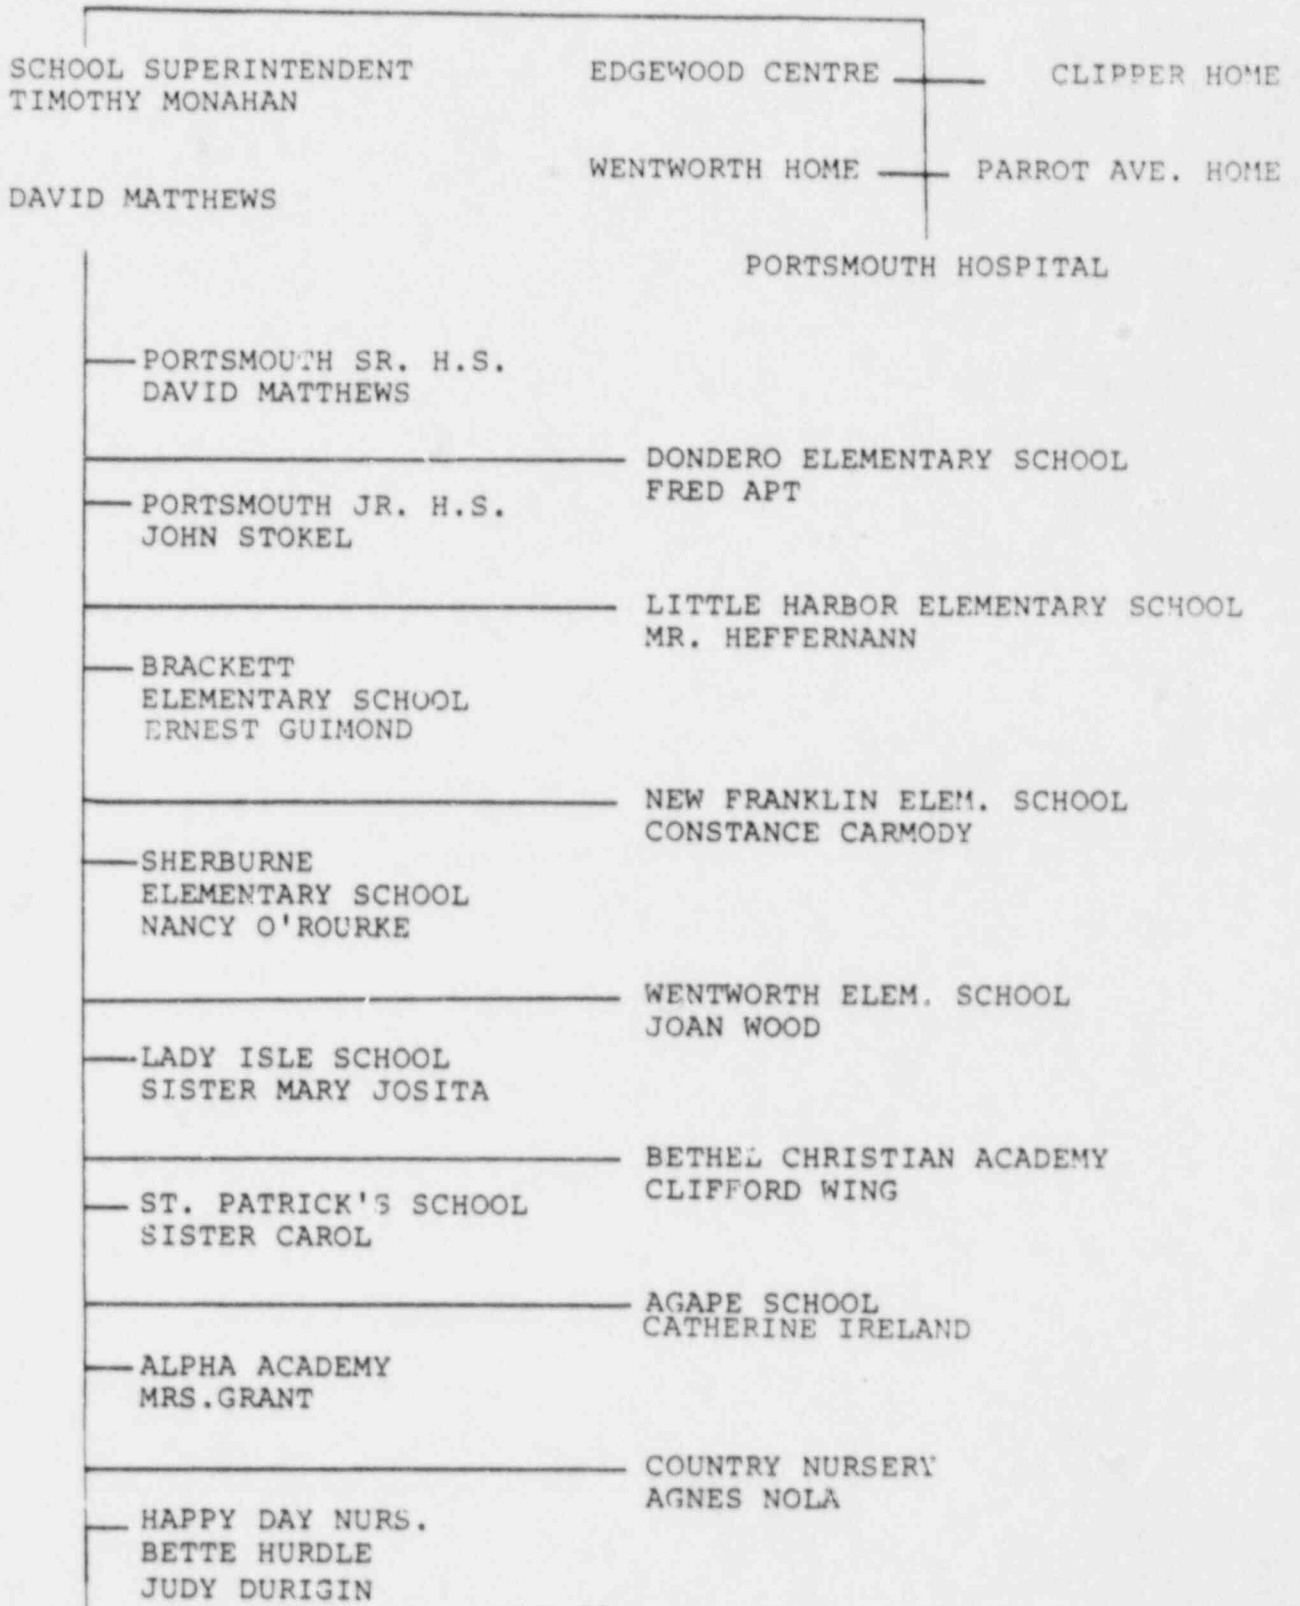 SCHOOL SUPERINTENDENT
TIMOTHY MONAHAN
EDGEWOOD CENTRE
CLIPPER HOME
WENTWORTH HOME
PARROT AVE. HOME
DAVID MATTHEWS
PORTSMOUTH HOSPITAL
PORTSMOUTH SR. H.S.
DAVID MATTHEWS
DONDERO ELEMENTARY SCHOOL
FRED APT
PORTSMOUTH JR. H.S.
JOHN STOKEL
LITTLE HARBOR ELEMENTARY SCHOOL
MR. HEFFERNANN
BRACKETT
ELEMENTARY SCHOOL
ERNEST GUIMOND
NEW FRANKLIN ELEM. SCHOOL
CONSTANCE CARMODY
SHERBURNE
ELEMENTARY SCHOOL
NANCY O'ROURKE
WENTWORTH ELEM. SCHOOL
JOAN WOOD
LADY ISLE SCHOOL
SISTER MARY JOSITA
BETHEL CHRISTIAN ACADEMY
CLIFFORD WING
ST. PATRICK'S SCHOOL
SISTER CAROL
AGAPE SCHOOL
CATHERINE IRELAND
ALPHA ACADEMY
MRS.GRANT
COUNTRY NURSERY
AGNES NOLA
HAPPY DAY NURS.
BETTE HURDLE
JUDY DURIGIN